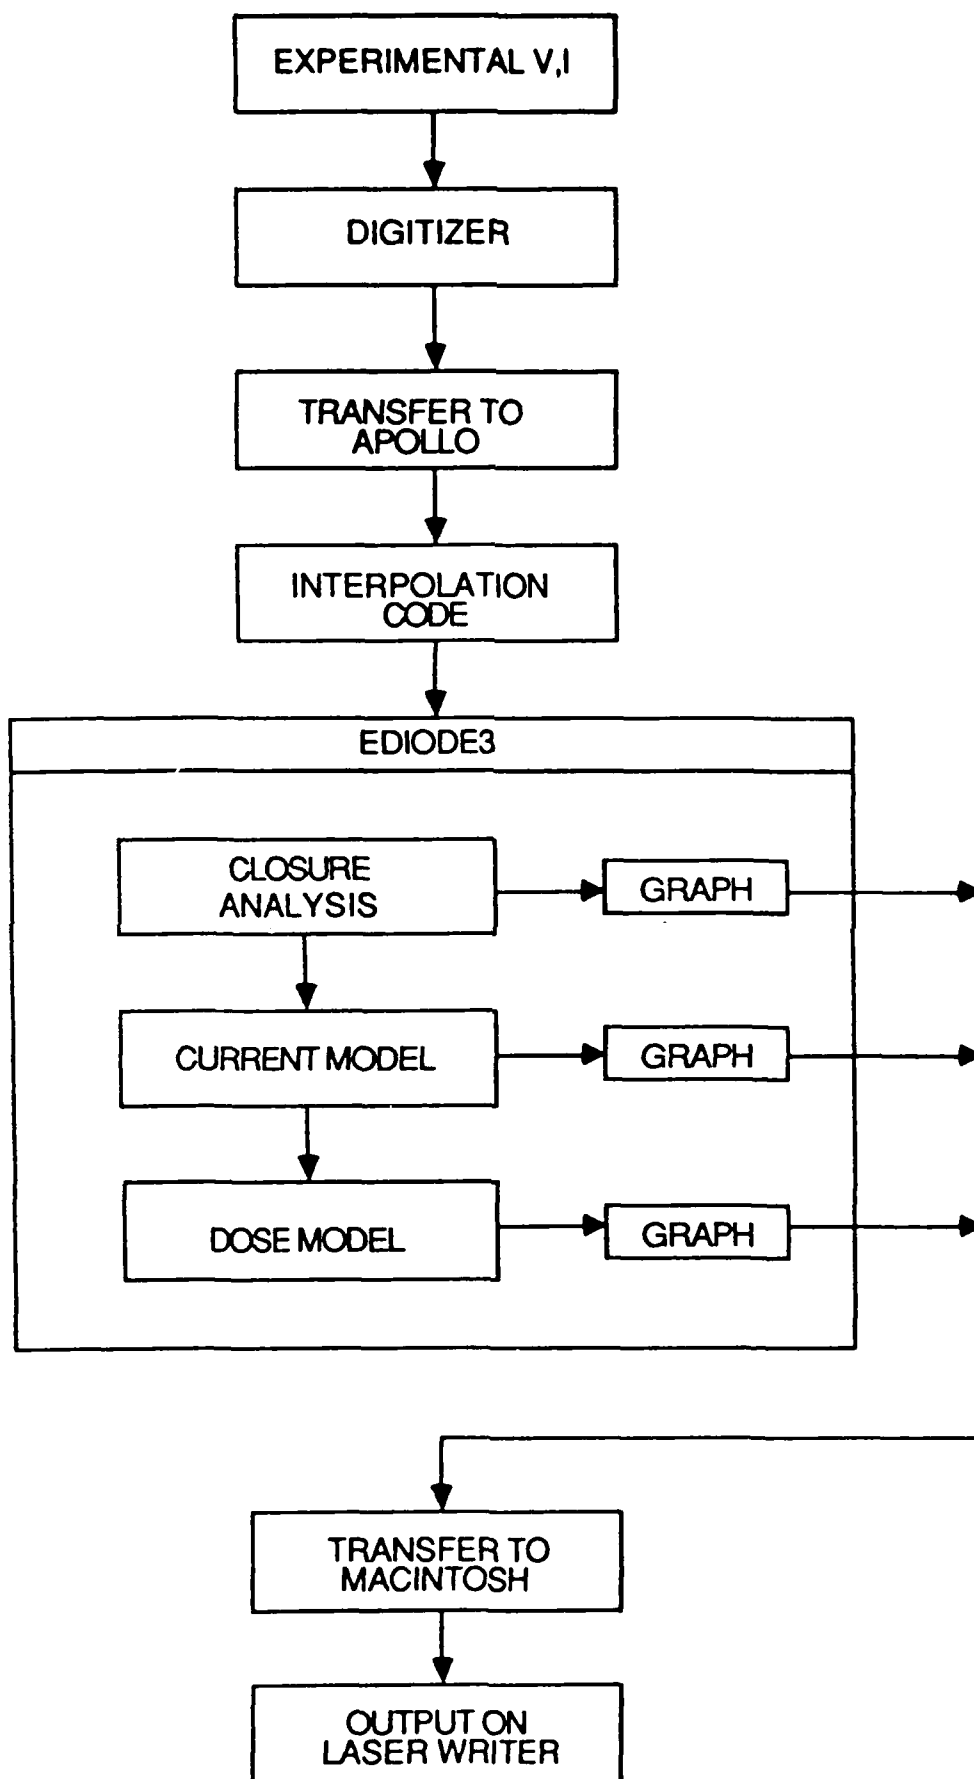 EXPERIMENTAL V,I
DIGITIZER
TRANSFER TO
APOLLO
INTERPOLATION
CODE
EDIODE3
CLOSURE
ANALYSIS
GRAPH
CURRENT MODEL
GRAPH
DOSE MODEL
GRAPH
TRANSFER TO
MACINTOSH
OUTPUT ON
LASER WRITER